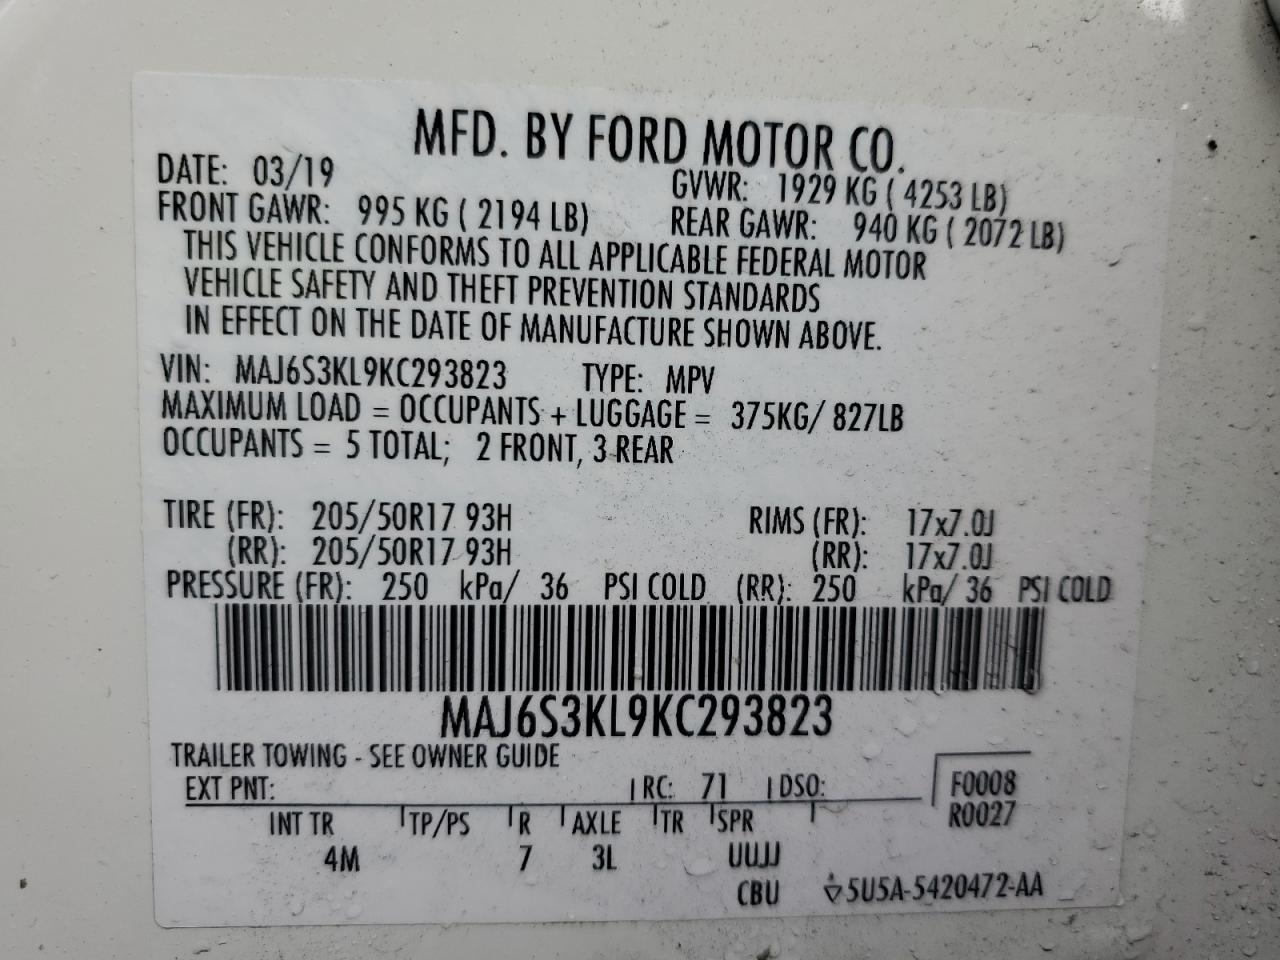 MFD. BY FORD MOTOR CO.
DATE: 03/19 GVWR: 1929 KG ( 4253 LB)
FRONT GAWR: 995 KG ( 2194 LB) REAR GAWR: 940 KG ( 2072 LB)
THIS VEHICLE CONFORMS TO ALL APPLICABLE FEDERAL MOTOR
VEHICLE SAFETY AND THEFT PREVENTION STANDARDS
IN EFFECT ON THE DATE OF MANUFACTURE SHOWN ABOVE.
VIN: MAJ6S3KL9KC293823 TYPE: MPV
MAXIMUM LOAD = OCCUPANTS + LUGGAGE = 375KG/ 827LB
OCCUPANTS = 5 TOTAL; 2 FRONT, 3 REAR
TIRE (FR): 205/50R17 93H RIMS (FR): 17x7.0J
(RR): 205/50R17 93H (RR): 17x7.0J
PRESSURE (FR): 250 kPa/ 36 PSI COLD (RR): 250 kPa/ 36 PSI COLD
MAJ6S3KL9KC293823
TRAILER TOWING - SEE OWNER GUIDE
EXT PNT: RC: 71 DSO: F0008
R0027
INT TR TP/PS R AXLE TR SPR
4M 7 3L UUJJ
CBU 5U5A-5420472-AA